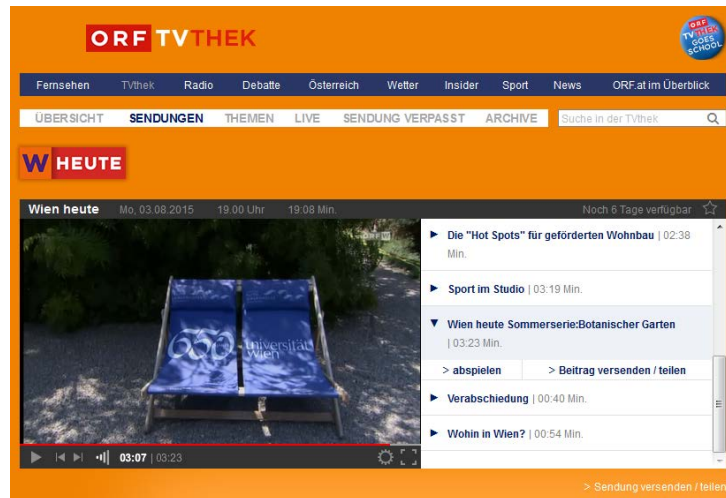 ORF TVTHEK
ORF TVTHEK GOES SCHOOL
Fernsehen TVthek Radio Debatte Österreich Wetter Insider Sport News ORF.at im Überblick
ÜBERSICHT SENDUNGEN THEMEN LIVE SENDUNG VERPASST ARCHIVE Suche in der TVthek
W HEUTE
Wien heute Mo, 03.08.2015 19.00 Uhr 19:08 Min. Noch 6 Tage verfügbar
ORF W
650 universität
wien
Die "Hot Spots" für geförderten Wohnbau | 02:38
Min.
Sport im Studio | 03:19 Min.
Wien heute Sommerserie:Botanischer Garten
| 03:23 Min.
> abspielen > Beitrag versenden / teilen
Verabschiedung | 00:40 Min.
Wohin in Wien? | 00:54 Min.
03:07 | 03:23
> Sendung versenden / teilen